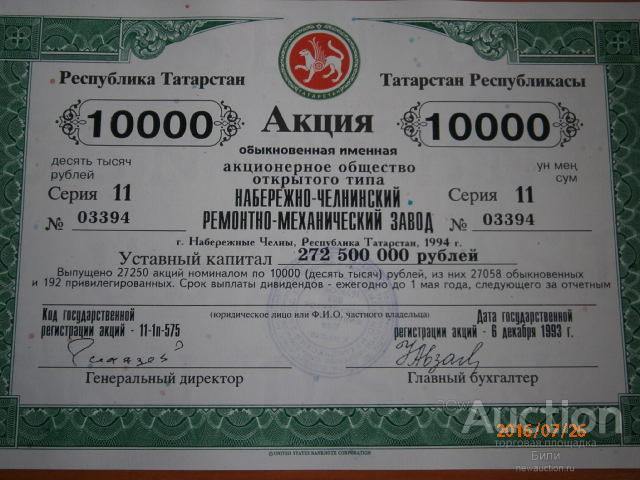 ТАТАРСТАН
Республика Татарстан
Татарстан Республикасы
10000
Акция
10000
обыкновенная именная
десять тысяч рублей
акционерное общество
открытого типа
ун мең сум
Серия 11
НАБЕРЕЖНО-ЧЕЛНИНСКИЙ
Серия 11
№ 03394
РЕМОНТНО-МЕХАНИЧЕСКИЙ ЗАВОД
№ 03394
г. Набережные Челны, Республика Татарстан, 1994 г.
Уставный капитал 272 500 000 рублей
Выпущено 27250 акций номиналом по 10000 (десять тысяч) рублей, из них 27058 обыкновенных
и 192 привилегированных. Срок выплаты дивидендов - ежегодно до 1 мая года, следующего за отчетным
(юридическое лицо или Ф.И.О. частного владельца)
Код государственной
регистрации акций - 11-1п-575
Дата государственной
регистрации акций - 6 декабря 1993 г.
Генеральный директор
Главный бухгалтер
©UNITED STATES BANKNOTE CORPORATION
2016/07/26
Auction
торговая площадка
newauction.ru